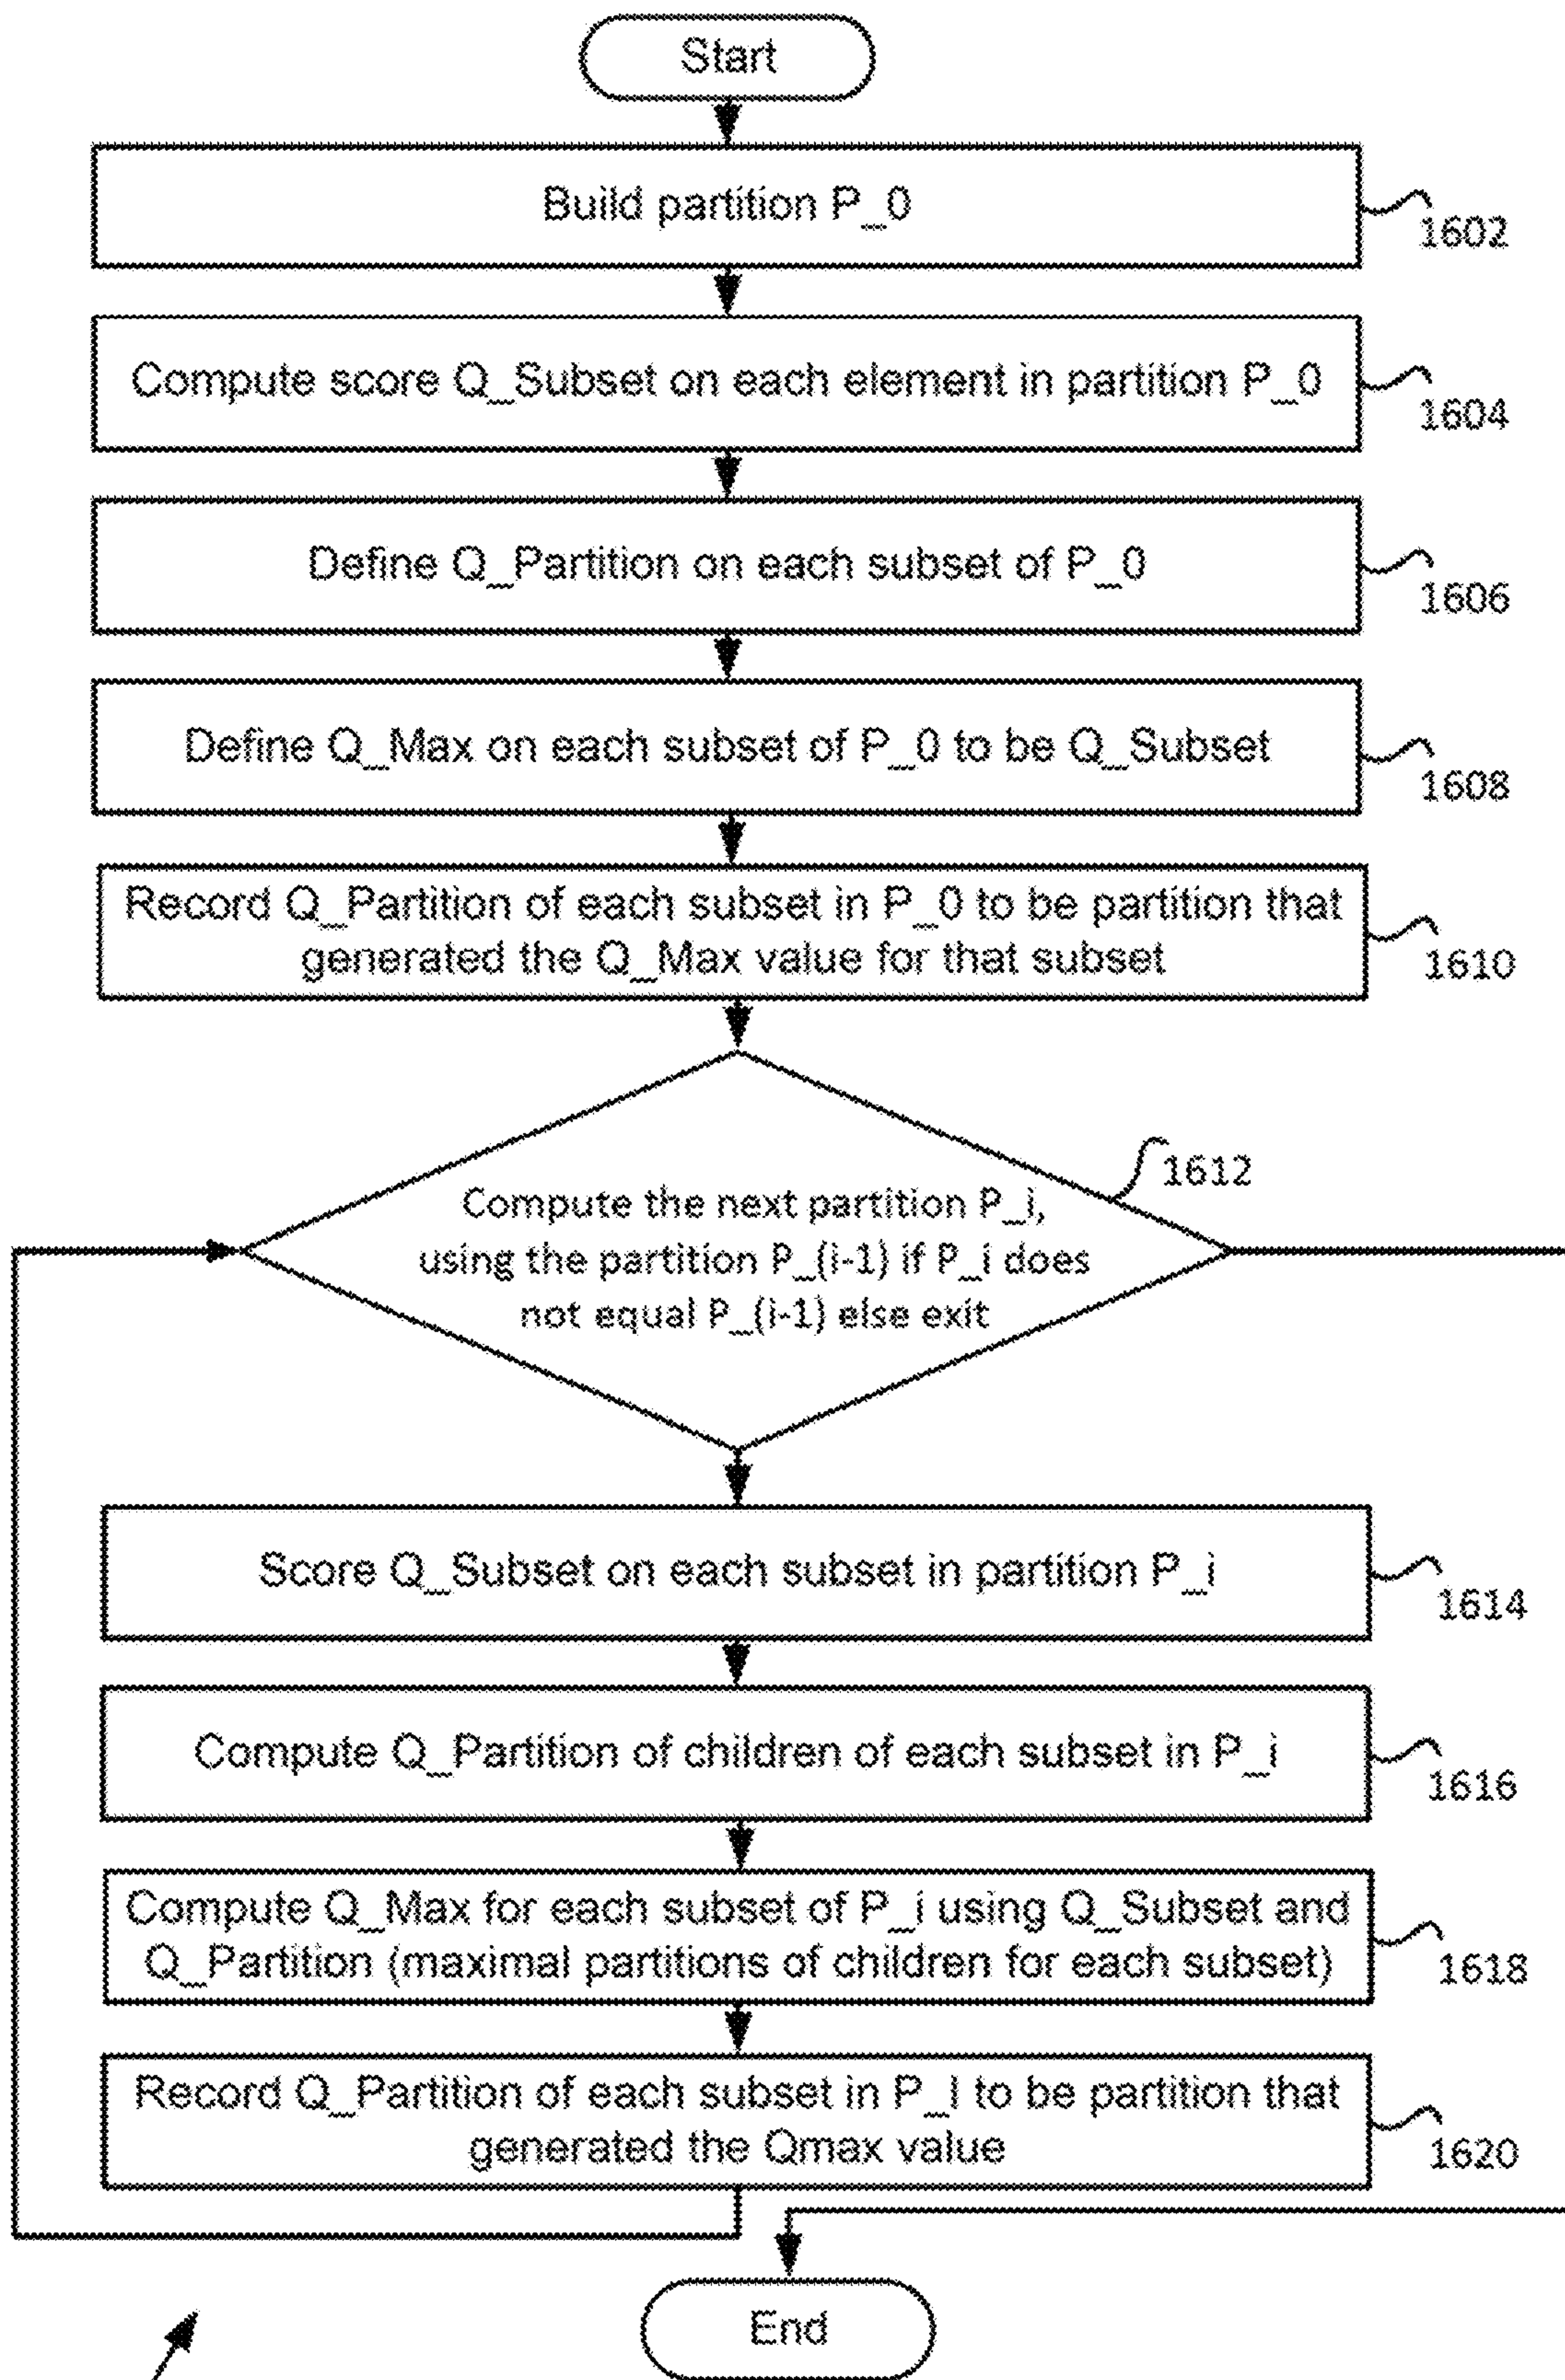 Start
Build partition P_0
1602
Compute score Q_Subset on each element in partition P_0
1604
Define Q_Partition on each subset of P_0
1606
Define Q_Max on each subset of P_0 to be Q_Subset
1608
Record Q_Partition of each subset in P_0 to be partition that
generated the Q_Max value for that subset
1610
1612
Compute the next partition P_i,
using the partition P_(i-1) if P_i does
not equal P_(i-1) else exit
Score Q_Subset on each subset in partition P_i
1614
Compute Q_Partition of children of each subset in P_i
1616
Compute Q_Max for each subset of P_i using Q_Subset and
Q_Partition (maximal partitions of children for each subset)
1618
Record Q_Partition of each subset in P_I to be partition that
generated the Qmax value
1620
End